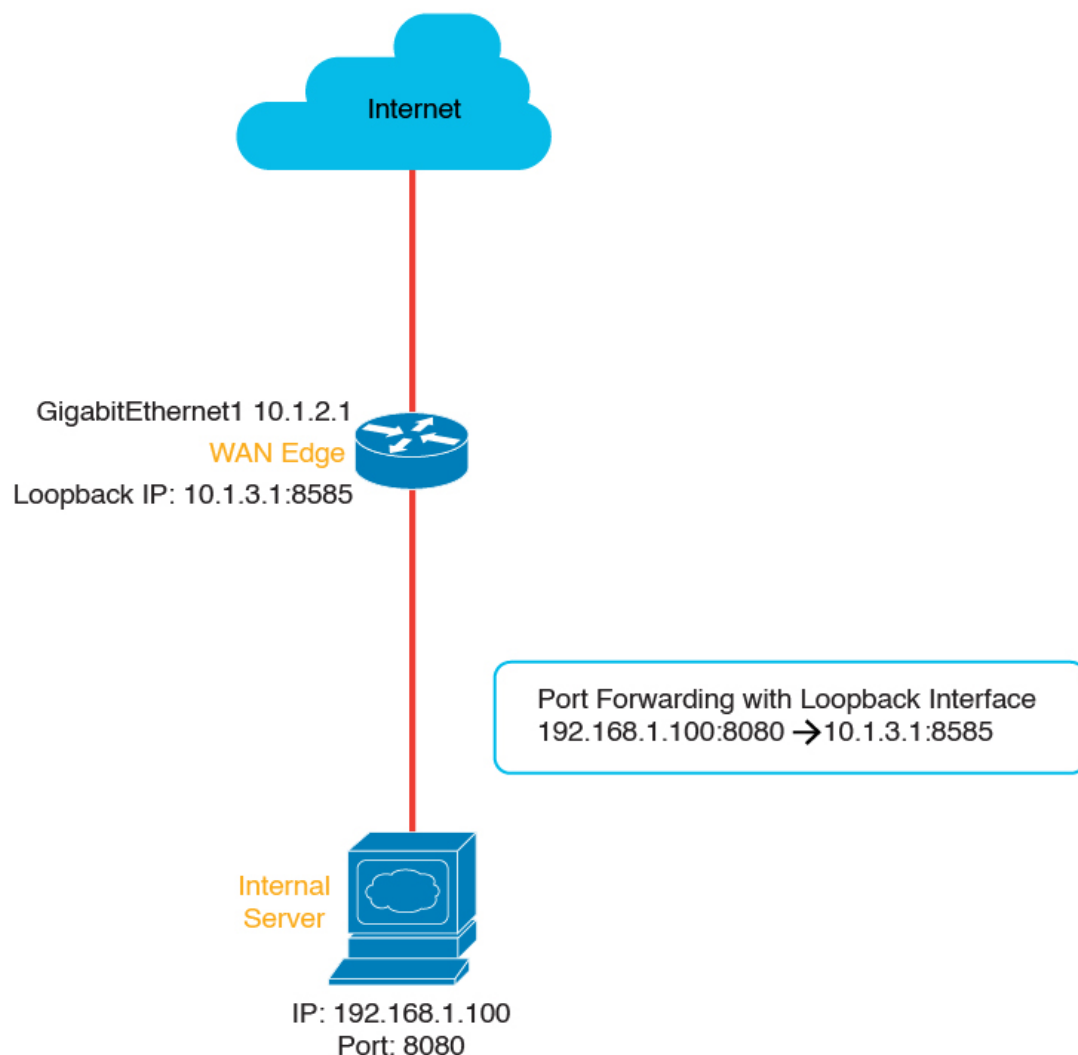 Internet
GigabitEthernet1 10.1.2.1
WAN Edge
Loopback IP: 10.1.3.1:8585
Port Forwarding with Loopback Interface
192.168.1.100:8080 → 10.1.3.1:8585
Internal
Server
IP: 192.168.1.100
Port: 8080